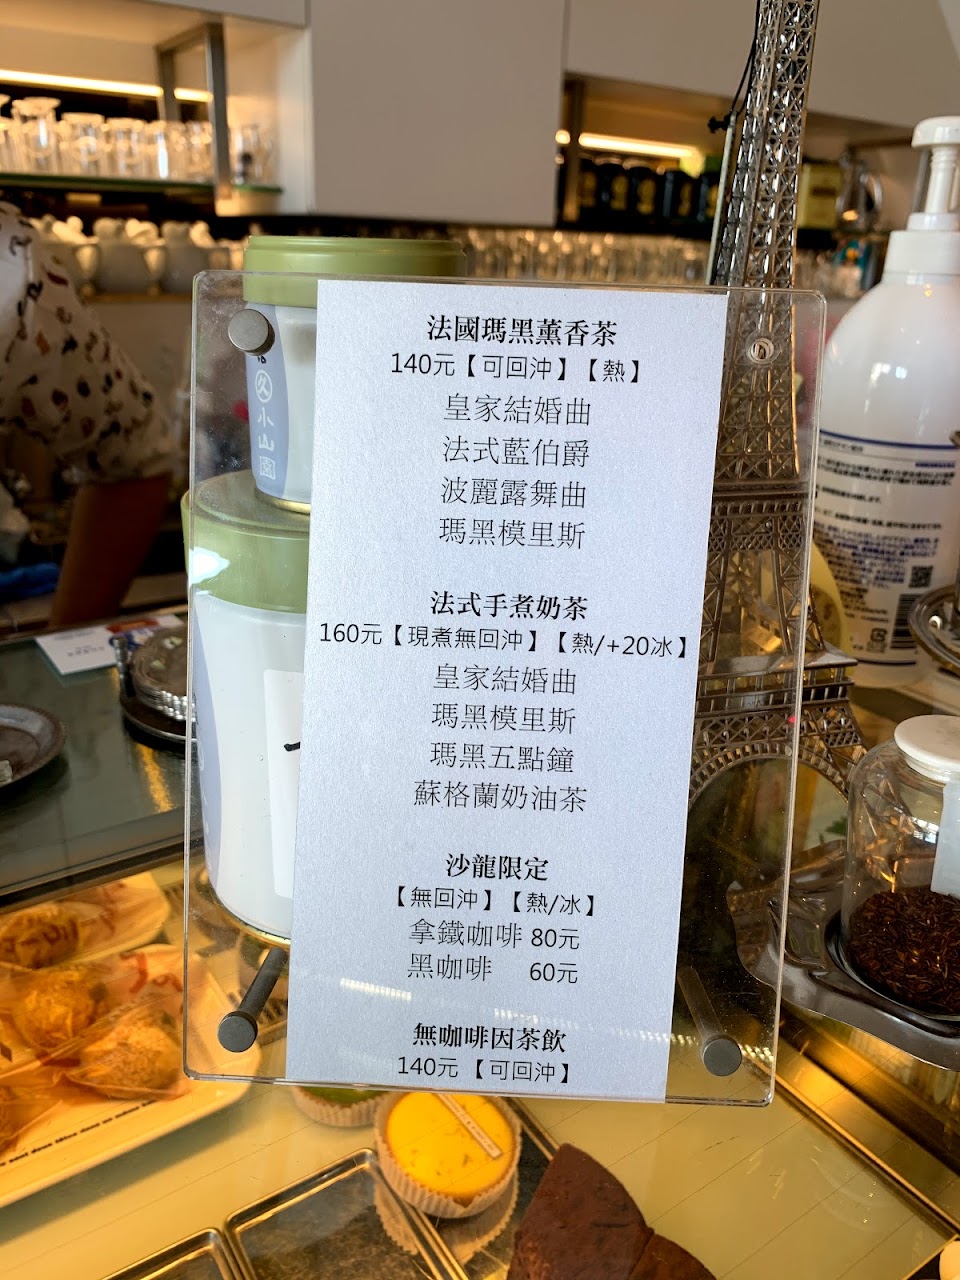 法國瑪黑薰香茶
140元【可回沖】【熱】
皇家結婚曲
法式藍伯爵
波麗露舞曲
瑪黑模里斯
法式手煮奶茶
160元【現煮無回沖】【熱/+20冰】
皇家結婚曲
瑪黑模里斯
瑪黑五點鐘
蘇格蘭奶油茶
沙龍限定
【無回沖】【熱/冰】
拿鐵咖啡 80元
黑咖啡 60元
無咖啡因茶飲
140元【可回沖】
久小山園